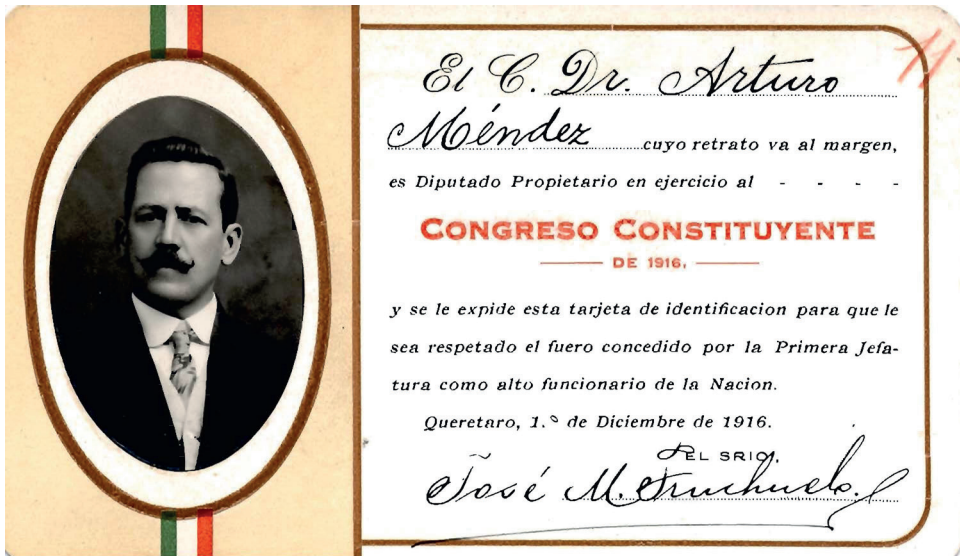 11
El C. Dr. Arturo
Méndez cuyo retrato va al margen,
es Diputado Propietario en ejercicio al - - - -
CONGRESO CONSTITUYENTE
DE 1916,
y se le expide esta tarjeta de identificacion para que le
sea respetado el fuero concedido por la Primera Jefa-
tura como alto funcionario de la Nacion.
Queretaro, 1.º de Diciembre de 1916.
EL SRIO.
José M. Truchuelo.